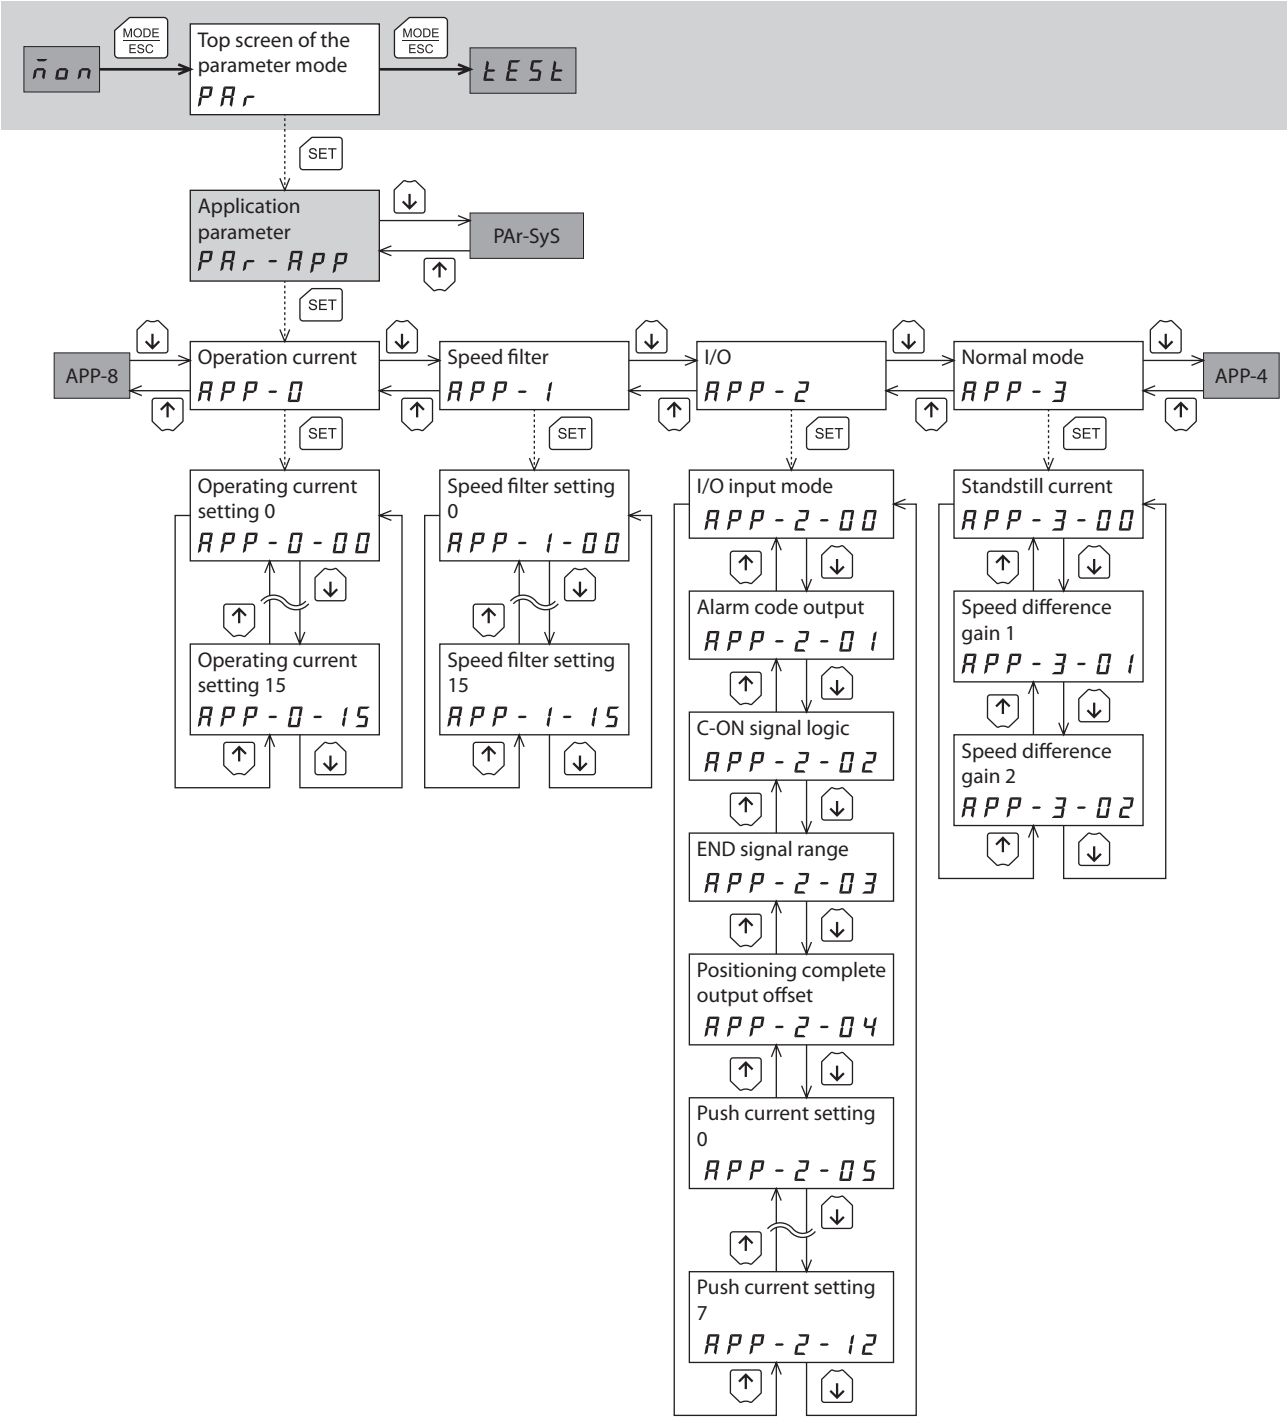 MODE
ESC
MODE
ESC
Top screen of the
parameter mode
PAr
n̄on
tESt
SET
Application
parameter
PAr-APP
PAr-SyS
SET
APP-8
Operation current
APP-0
Speed filter
APP-1
I/O
APP-2
Normal mode
APP-3
APP-4
SET
SET
SET
SET
Operating current
setting 0
APP-0-00
Operating current
setting 15
APP-0-15
Speed filter setting
0
APP-1-00
Speed filter setting
15
APP-1-15
I/O input mode
APP-2-00
Alarm code output
APP-2-01
C-ON signal logic
APP-2-02
END signal range
APP-2-03
Positioning complete
output offset
APP-2-04
Push current setting
0
APP-2-05
Push current setting
7
APP-2-12
Standstill current
APP-3-00
Speed difference
gain 1
APP-3-01
Speed difference
gain 2
APP-3-02